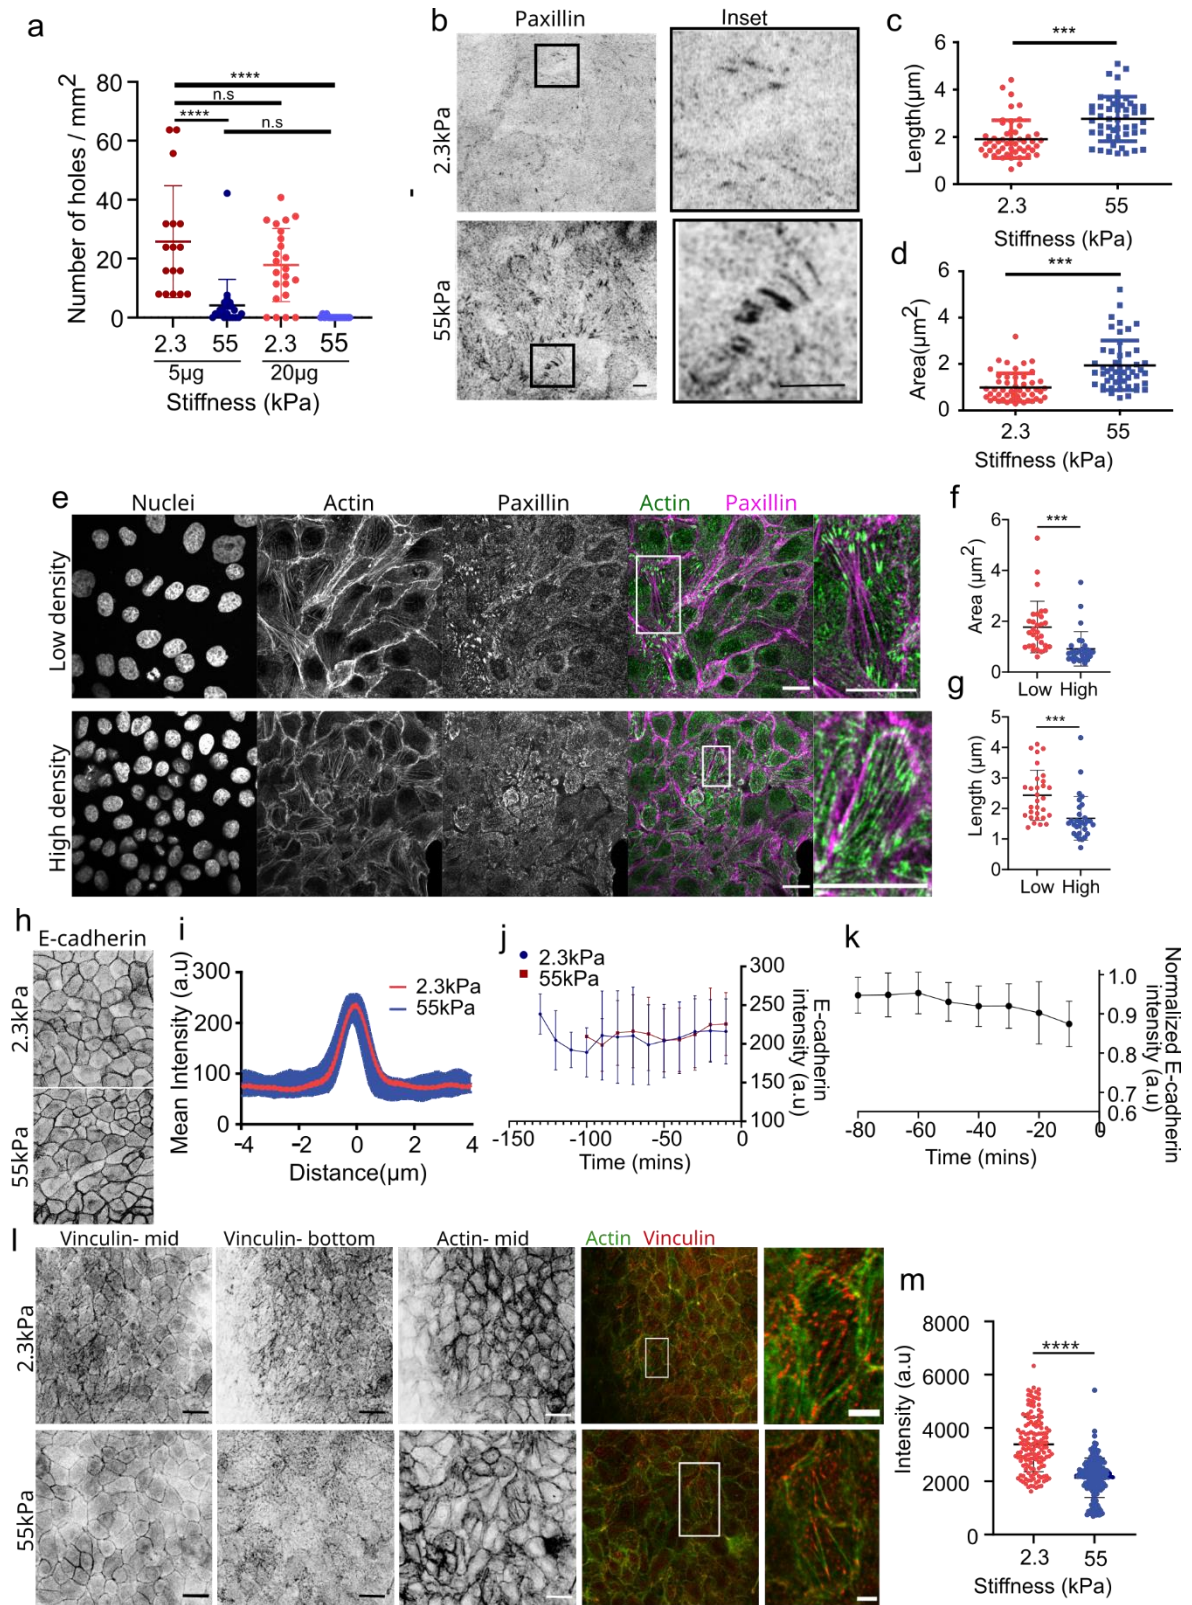 a
Number of holes / mm²
80
60
40
20
0
****
n.s
****
n.s
2.3
55
2.3
55
5µg
20µg
Stiffness (kPa)
b
Paxillin
Inset
2.3kPa
55kPa
c
***
Length(µm)
6
4
2
0
2.3
55
Stiffness (kPa)
d
***
Area(µm²)
6
4
2
0
2.3
55
Stiffness (kPa)
e
Nuclei
Actin
Paxillin
Actin
Paxillin
Low density
High density
f
Area (µm²)
6
4
2
0
***
Low
High
g
Length (µm)
5
4
3
2
1
0
***
Low
High
h
E-cadherin
2.3kPa
55kPa
i
Mean Intensity (a.u)
300
200
100
0
2.3kPa
55kPa
-4
-2
0
2
4
Distance(µm)
j
2.3kPa
55kPa
300
250
200
150
100
E-cadherin
intensity (a.u)
-150
-100
-50
0
Time (mins)
k
1.0
0.9
0.8
0.7
0.6
Normalized E-cadherin
intensity (a.u)
-80
-60
-40
-20
0
Time (mins)
l
Vinculin- mid
Vinculin- bottom
Actin- mid
Actin
Vinculin
2.3kPa
55kPa
m
Intensity (a.u)
8000
6000
4000
2000
0
****
2.3
55
Stiffness (kPa)